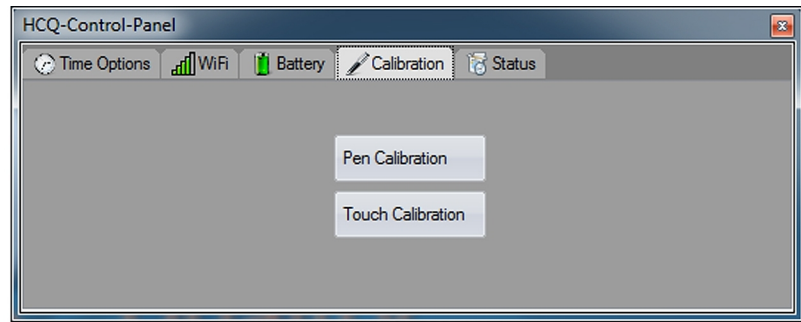 HCQ-Control-Panel
Time Options WiFi Battery Calibration Status
Pen Calibration
Touch Calibration